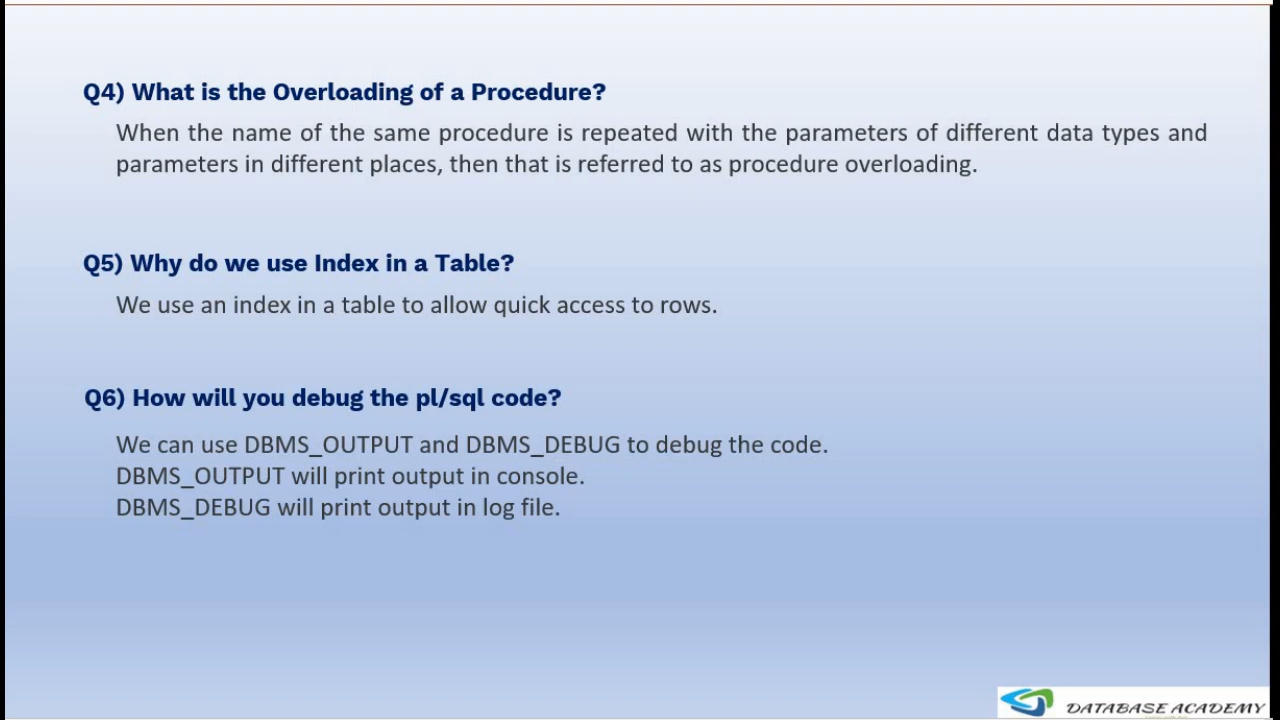 Q4) What is the Overloading of a Procedure?
When the name of the same procedure is repeated with the parameters of different data types and
parameters in different places, then that is referred to as procedure overloading.
Q5) Why do we use Index in a Table?
We use an index in a table to allow quick access to rows.
Q6) How will you debug the pl/sql code?
We can use DBMS_OUTPUT and DBMS_DEBUG to debug the code.
DBMS_OUTPUT will print output in console.
DBMS_DEBUG will print output in log file.
DATABASE ACADEMY